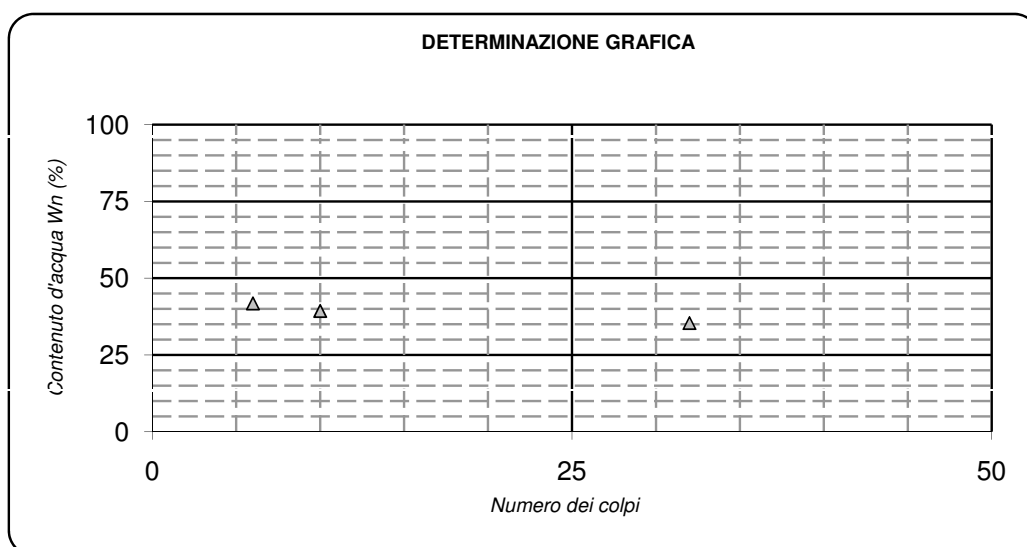 DETERMINAZIONE GRAFICA
Contenuto d'acqua Wn (%)
100
75
50
25
0
0 25 50
Numero dei colpi